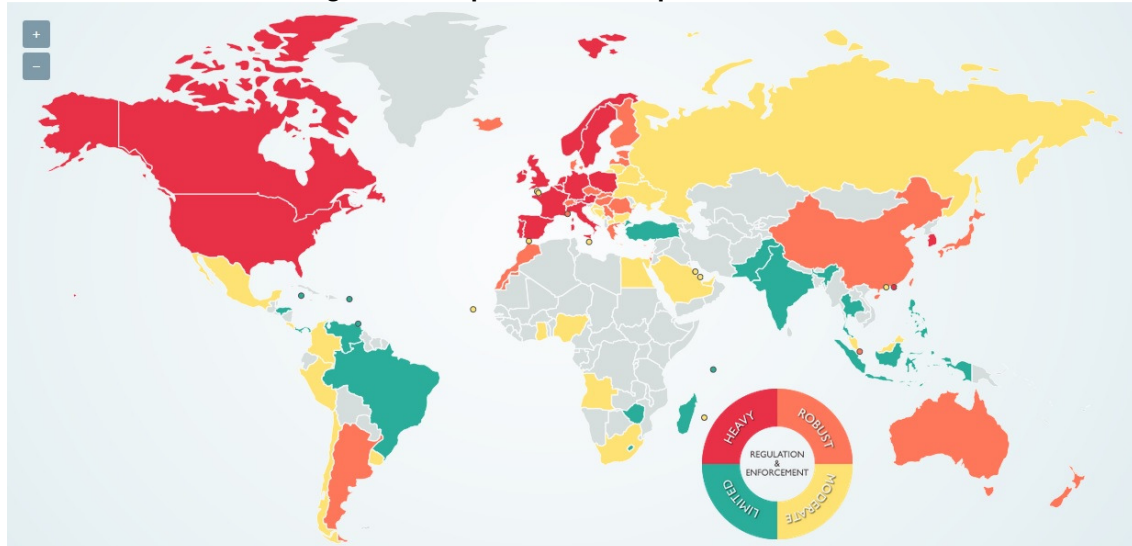 +
−
HEAVY
ROBUST
REGULATION
&
ENFORCEMENT
LIMITED
MODERATE